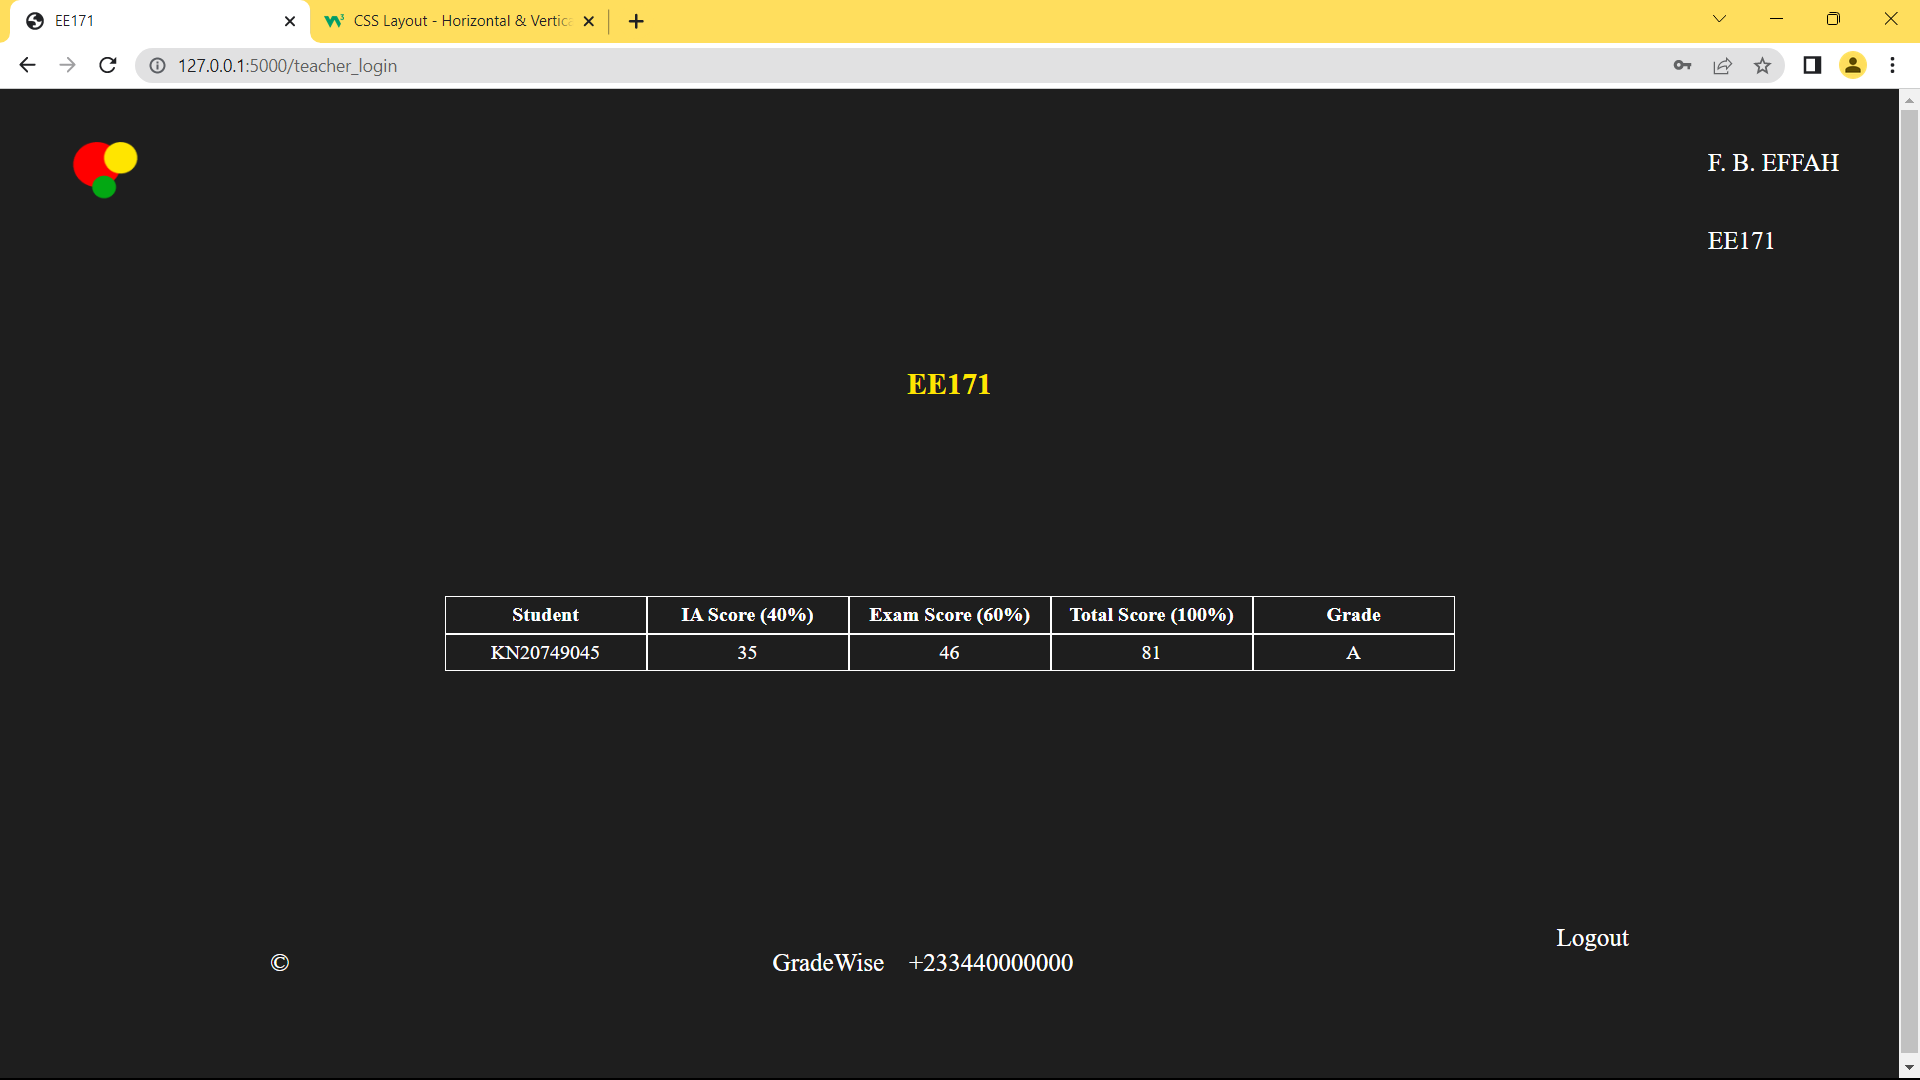 EE171
CSS Layout - Horizontal & Vertic
127.0.0.1:5000/teacher_login
F. B. EFFAH
EE171
EE171
Student IA Score (40%) Exam Score (60%) Total Score (100%) Grade
KN20749045 35 46 81 A
Logout
© GradeWise +233440000000